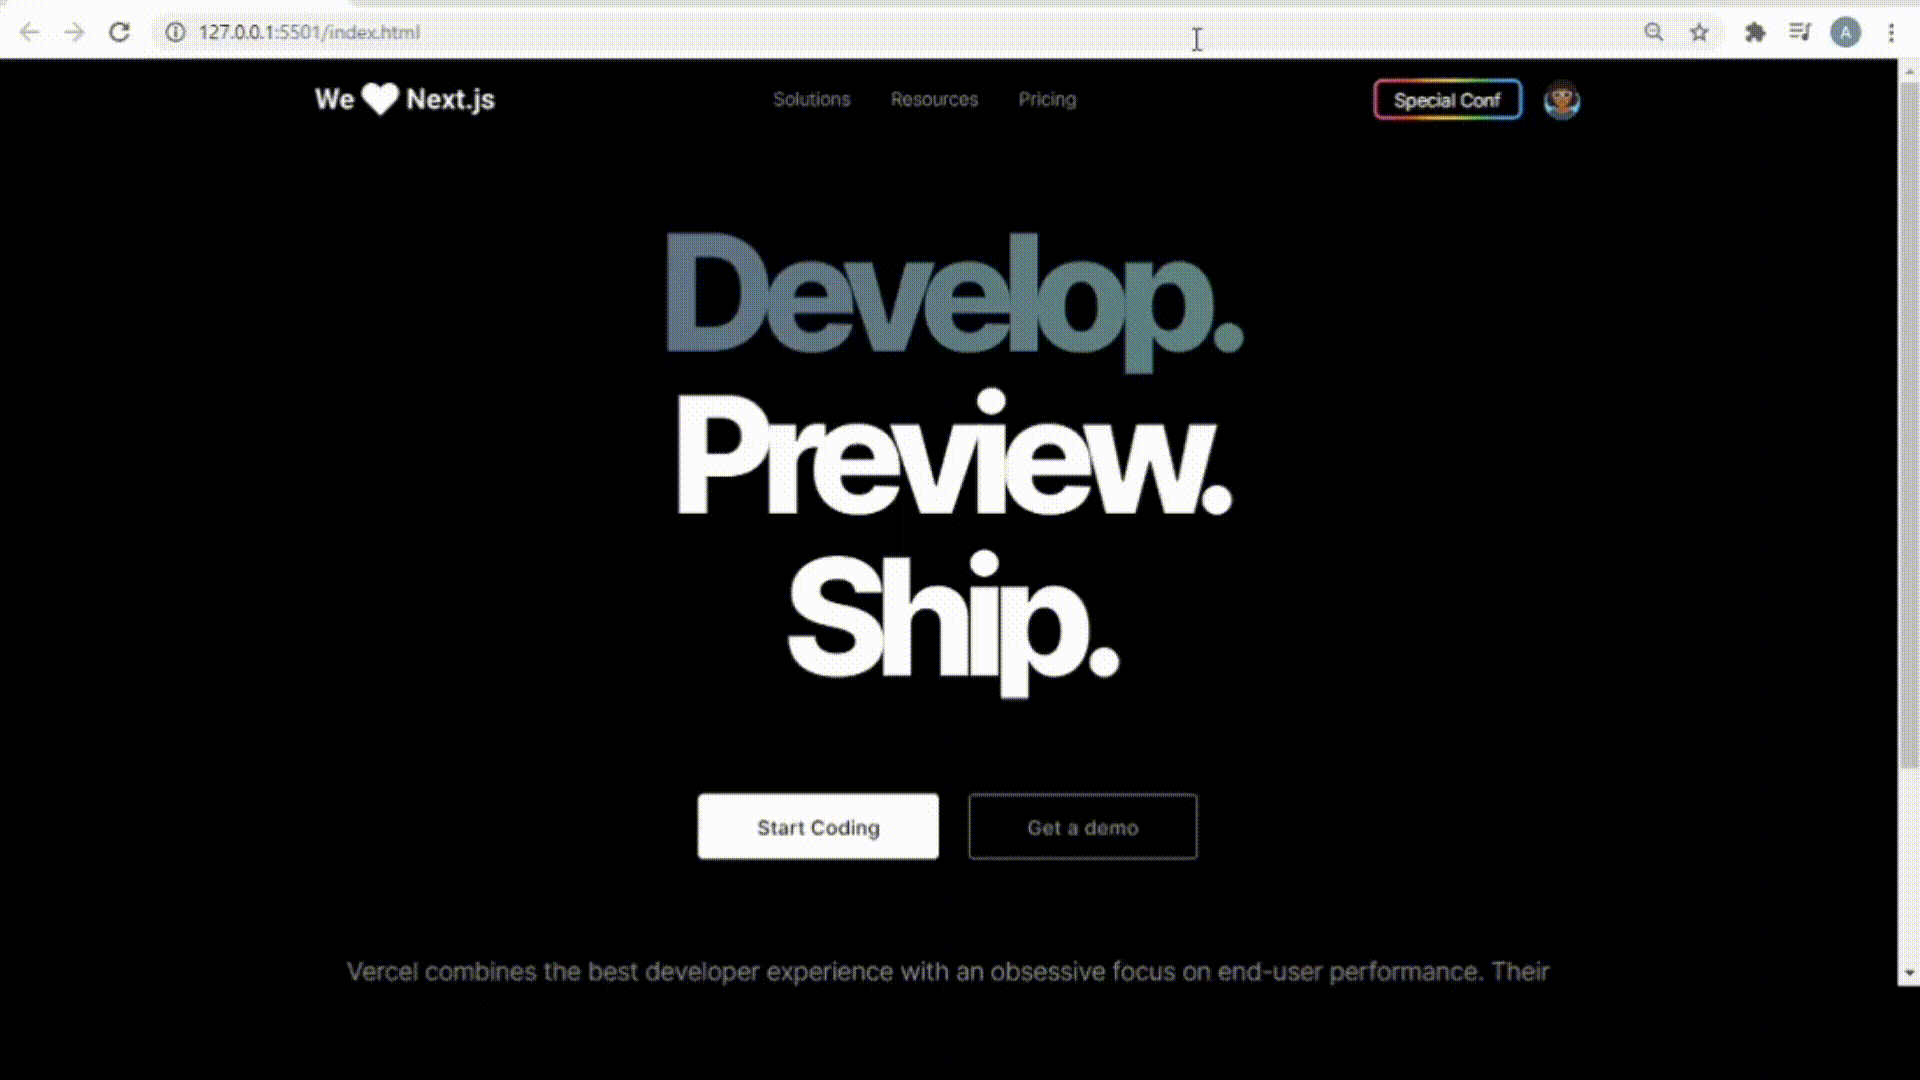 127.0.0.1:5501/index.html
A
We Next.js
Solutions Resources Pricing
Special Conf
Develop.
Preview.
Ship.
Start Coding
Get a demo
Vercel combines the best developer experience with an obsessive focus on end-user performance. Their